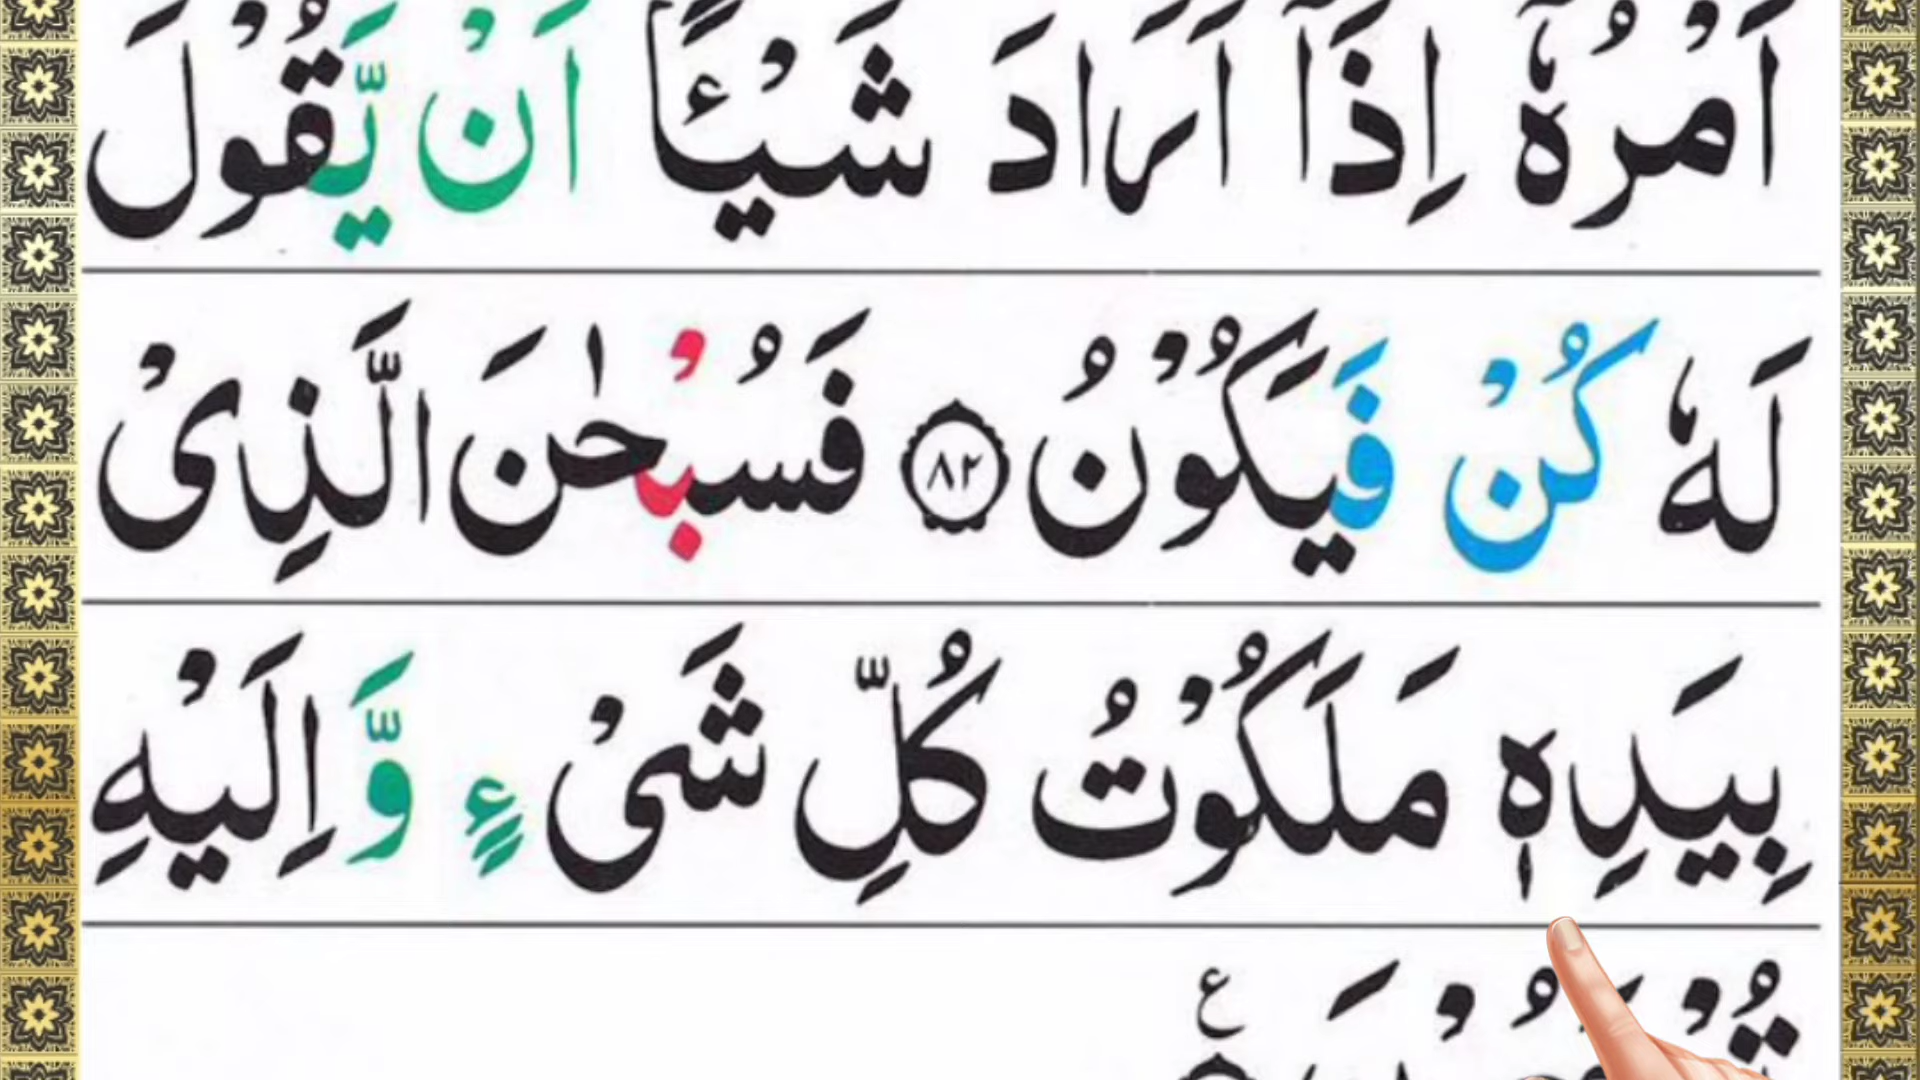 اَمْرُهٗۤ اِذَاۤ اَرَادَ شَيْـًٔا اَنْ يَّقُوْلَ
لَهٗ كُنْ فَيَكُوْنُ ۝۸۲ فَسُبْحٰنَ الَّذِىْ
بِيَدِهٖ مَلَكُوْتُ كُلِّ شَىْءٍ وَّ اِلَيْهِ
ع